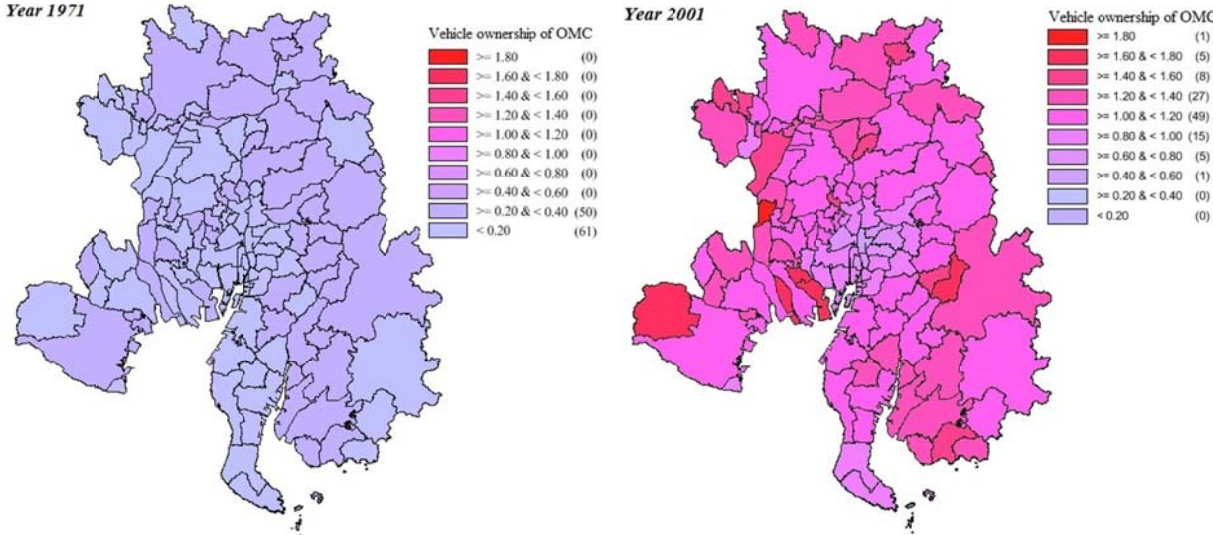 Year 1971
Vehicle ownership of OMC
>= 1.80 (0)
>= 1.60 & < 1.80 (0)
>= 1.40 & < 1.60 (0)
>= 1.20 & < 1.40 (0)
>= 1.00 & < 1.20 (0)
>= 0.80 & < 1.00 (0)
>= 0.60 & < 0.80 (0)
>= 0.40 & < 0.60 (0)
>= 0.20 & < 0.40 (50)
< 0.20 (61)
Year 2001
Vehicle ownership of OMC
>= 1.80 (1)
>= 1.60 & < 1.80 (5)
>= 1.40 & < 1.60 (8)
>= 1.20 & < 1.40 (27)
>= 1.00 & < 1.20 (49)
>= 0.80 & < 1.00 (15)
>= 0.60 & < 0.80 (5)
>= 0.40 & < 0.60 (1)
>= 0.20 & < 0.40 (0)
< 0.20 (0)